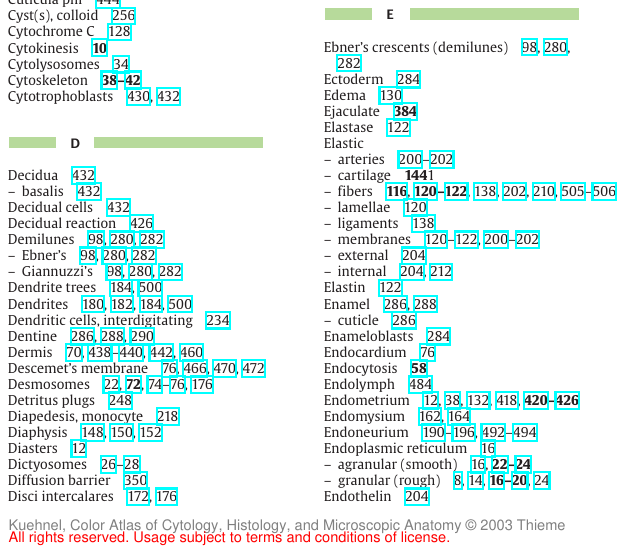 Cuticula pili 444
Cyst(s), colloid 256
Cytochrome C 128
Cytokinesis 10
Cytolysosomes 34
Cytoskeleton 38–42
Cytotrophoblasts 430, 432
D
Decidua 432
– basalis 432
Decidual cells 432
Decidual reaction 426
Demilunes 98, 280, 282
– Ebner's 98, 280, 282
– Giannuzzi's 98, 280, 282
Dendrite trees 184, 500
Dendrites 180, 182, 184, 500
Dendritic cells, interdigitating 234
Dentine 286, 288, 290
Dermis 70, 438–440, 442, 460
Descemet's membrane 76, 466, 470, 472
Desmosomes 22, 72, 74–76, 176
Detritus plugs 248
Diapedesis, monocyte 218
Diaphysis 148, 150, 152
Diasters 12
Dictyosomes 26–28
Diffusion barrier 350
Disci intercalares 172, 176
E
Ebner's crescents (demilunes) 98, 280,
282
Ectoderm 284
Edema 130
Ejaculate 384
Elastase 122
Elastic
– arteries 200–202
– cartilage 1441
– fibers 116, 120–122, 138, 202, 210, 505–506
– lamellae 120
– ligaments 138
– membranes 120–122, 200–202
– external 204
– internal 204, 212
Elastin 122
Enamel 286, 288
– cuticle 286
Enameloblasts 284
Endocardium 76
Endocytosis 58
Endolymph 484
Endometrium 12, 38, 132, 418, 420–426
Endomysium 162, 164
Endoneurium 190–196, 492–494
Endoplasmic reticulum 16
– agranular (smooth) 16, 22–24
– granular (rough) 8, 14, 16–20, 24
Endothelin 204
Kuehnel, Color Atlas of Cytology, Histology, and Microscopic Anatomy © 2003 Thieme
All rights reserved. Usage subject to terms and conditions of license.